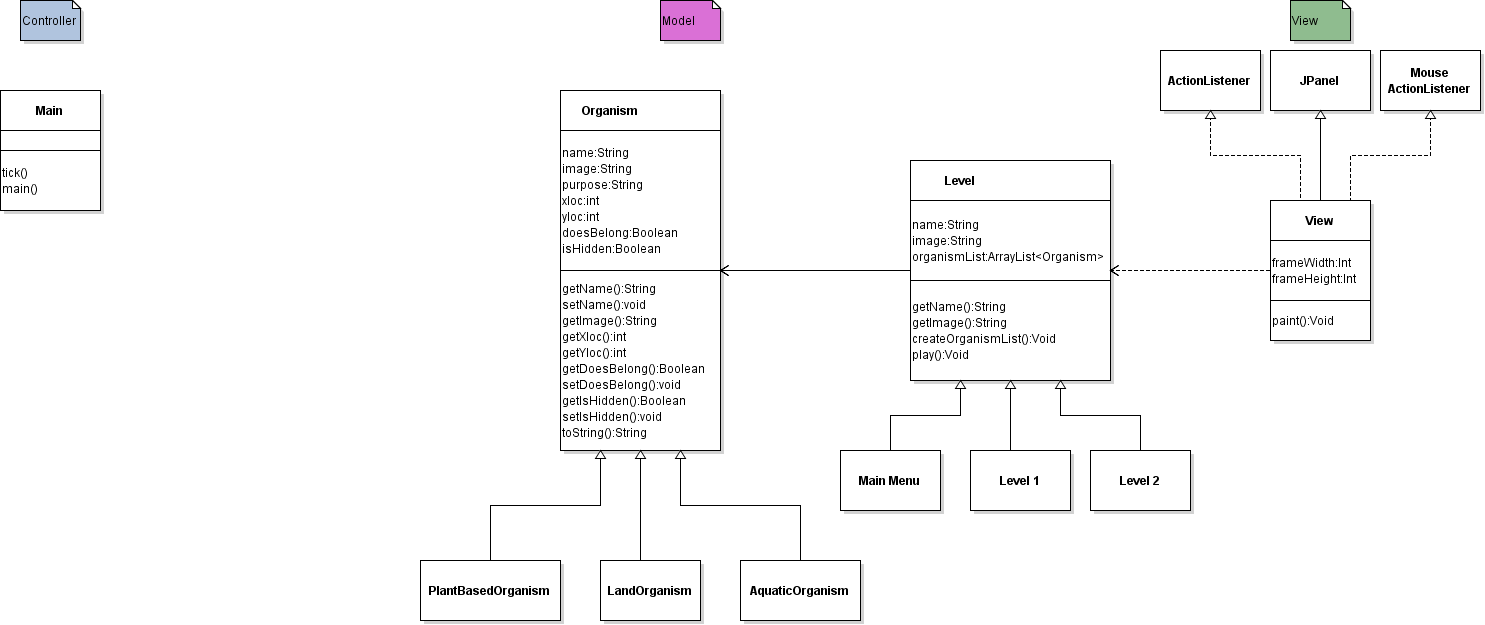 Controller
Model
View
Main
tick()
main()
Organism
name:String
image:String
purpose:String
xloc:int
yloc:int
doesBelong:Boolean
isHidden:Boolean
getName():String
setName():void
getImage():String
getXloc():int
getYloc():int
getDoesBelong():Boolean
setDoesBelong():void
getIsHidden():Boolean
setIsHidden():void
toString():String
PlantBasedOrganism
LandOrganism
AquaticOrganism
Level
name:String
image:String
organismList:ArrayList<Organism>
getName():String
getImage():String
createOrganismList():Void
play():Void
Main Menu
Level 1
Level 2
ActionListener
JPanel
Mouse
ActionListener
View
frameWidth:Int
frameHeight:Int
paint():Void